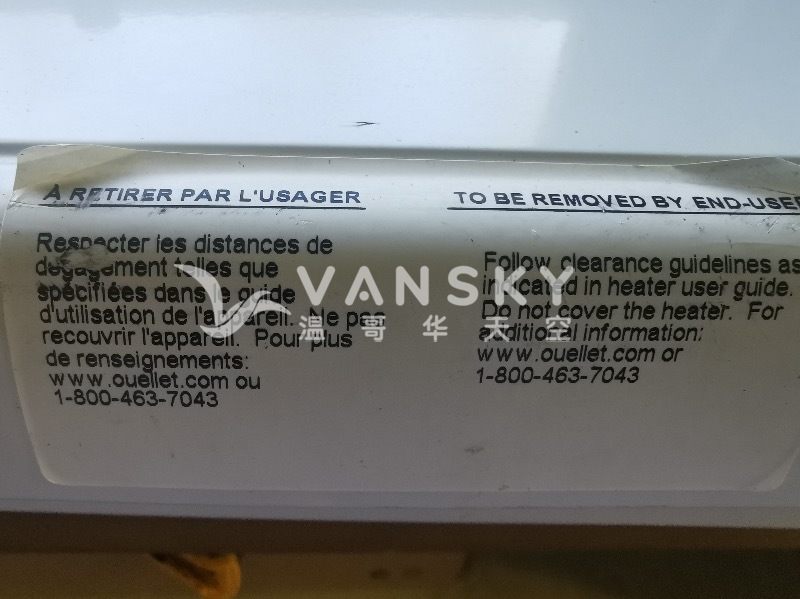 À RETIRER PAR L'USAGER
Respecter les distances de
dégagement telles que
spécifiées dans le guide
d'utilisation de l'appareil. Ne pas
recouvrir l'appareil. Pour plus
de renseignements:
www.ouellet.com ou
1-800-463-7043
TO BE REMOVED BY END-USER
Follow clearance guidelines as
indicated in heater user guide.
Do not cover the heater. For
additional information:
www.ouellet.com or
1-800-463-7043
VANSKY
温哥华天空